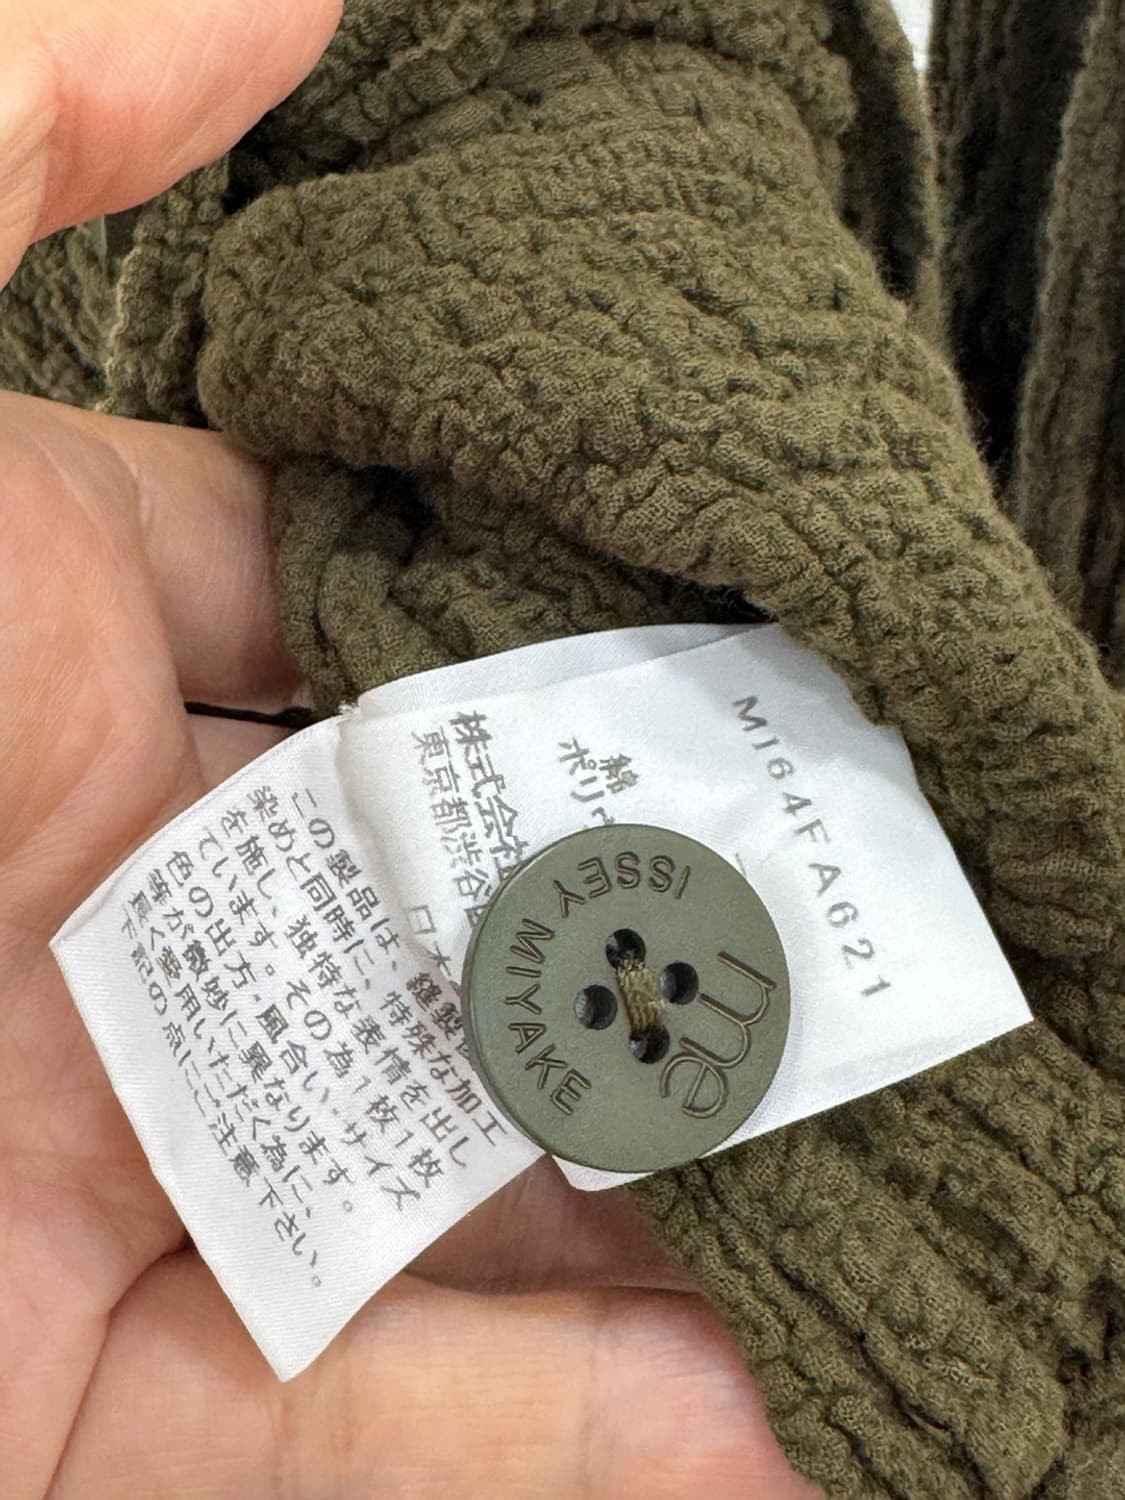 MI64FA621
綿
ポリ
株式会社
東京都渋谷
日本
ISSEY MIYAKE
me
この製品は、特殊な加工
縫製
染めと同時に、独特な表情を出し
を施し、その為1枚1枚
ています。風合い、サイズ
色の出方、
等が微妙に異なります。
長く愛用いただく為に、
下記の点にご注意下さい。